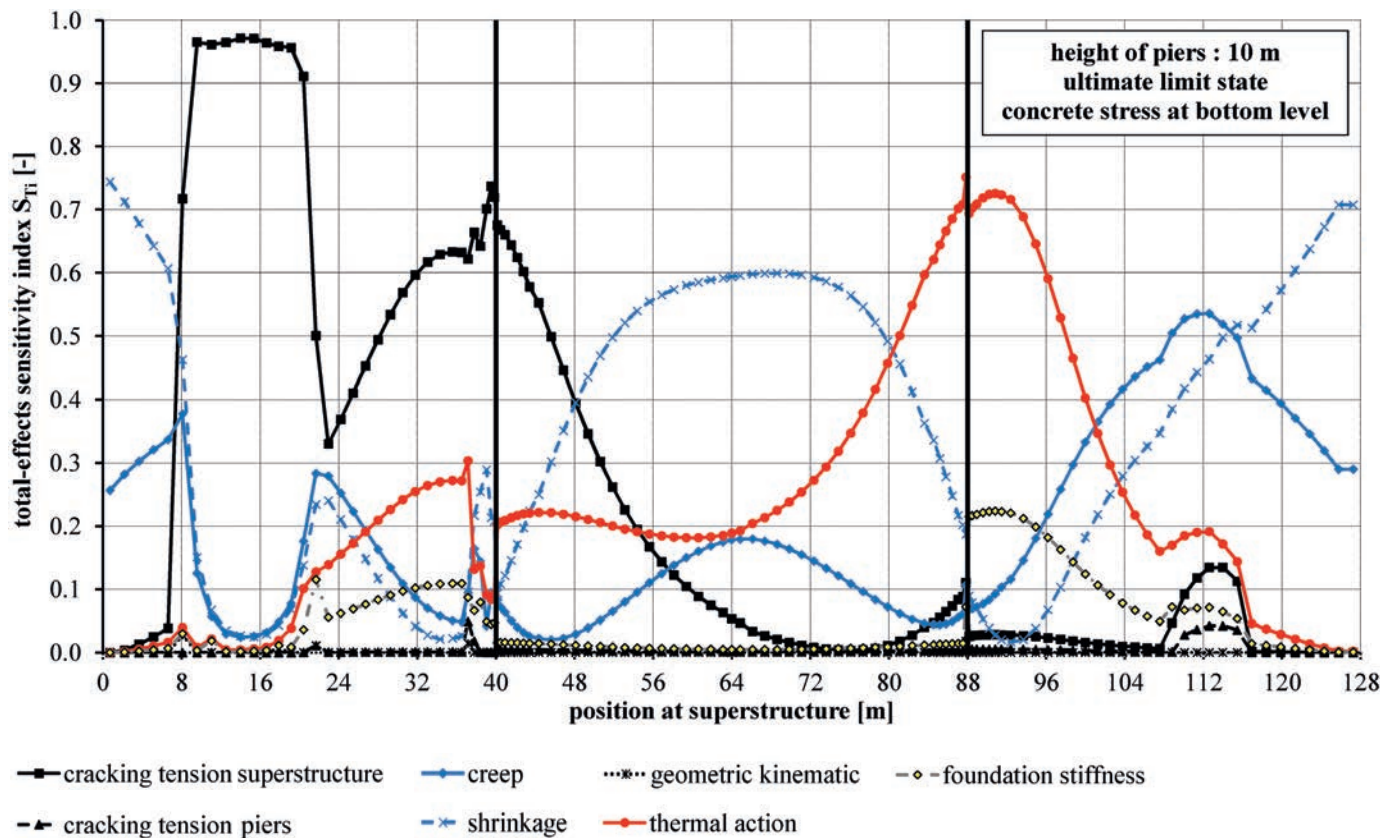 height of piers : 10 m
ultimate limit state
concrete stress at bottom level
total-effects sensitivity index S_Ti [-]
1.0
0.9
0.8
0.7
0.6
0.5
0.4
0.3
0.2
0.1
0.0
0 8 16 24 32 40 48 56 64 72 80 88 96 104 112 120 128
position at superstructure [m]
cracking tension superstructure creep geometric kinematic foundation stiffness
cracking tension piers shrinkage thermal action